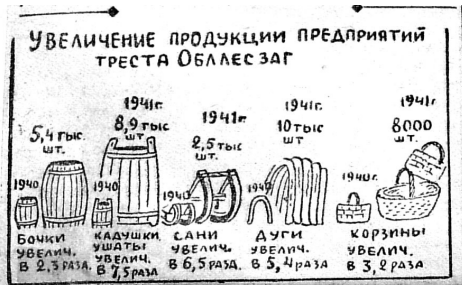 УВЕЛИЧЕНИЕ ПРОДУКЦИИ ПРЕДПРИЯТИЙ
ТРЕСТА ОБЛЛЕСЗАГ
5,4 тыс.
шт.
1940
БОЧКИ
УВЕЛИЧ.
В 2,3 РАЗА.
1941г.
8,9 тыс
шт
1940
КАДУШКИ
УШАТЫ
УВЕЛИЧ.
В 7,5 РАЗА
1941г.
2,5 тыс
шт.
1940
САНИ
УВЕЛИЧ.
В 6,5 РАЗА.
1941г.
10 тыс
шт.
1940
ДУГИ
УВЕЛИЧ.
В 5,4 РАЗА
1941г
8000
шт.
1940г.
КОРЗИНЫ
УВЕЛИЧ.
В 3,2 РАЗА.